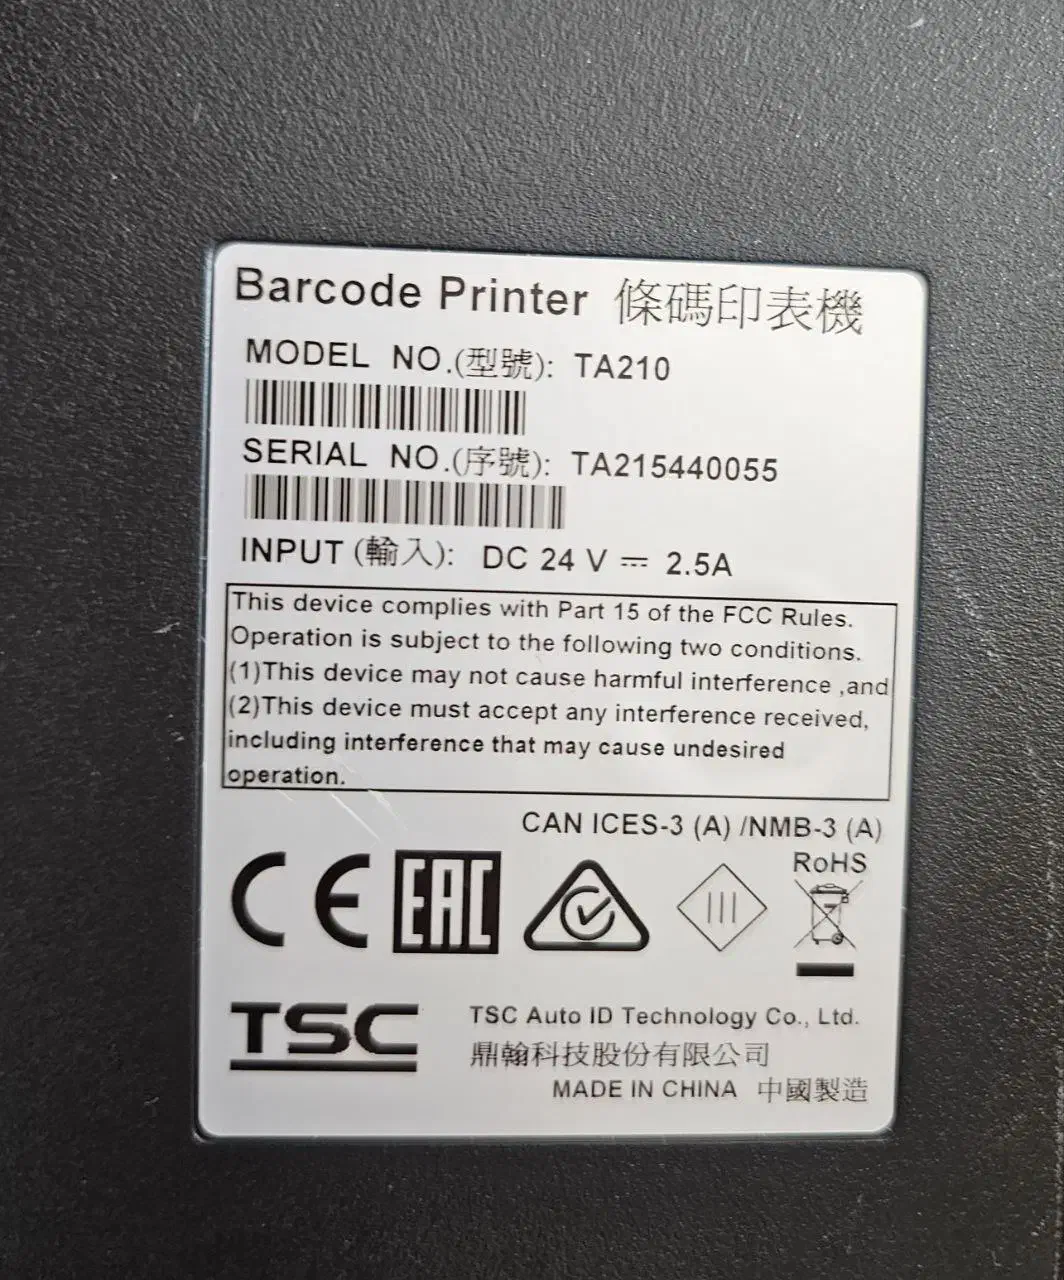 Barcode Printer 條碼印表機
MODEL NO.(型號): TA210
SERIAL NO.(序號): TA215440055
INPUT (輸入): DC 24 V ⎓ 2.5A
This device complies with Part 15 of the FCC Rules.
Operation is subject to the following two conditions.
(1)This device may not cause harmful interference ,and
(2)This device must accept any interference received,
including interference that may cause undesired
operation.
CAN ICES-3 (A) /NMB-3 (A)
CE EAC RoHS
TSC TSC Auto ID Technology Co., Ltd.
鼎翰科技股份有限公司
MADE IN CHINA 中國製造